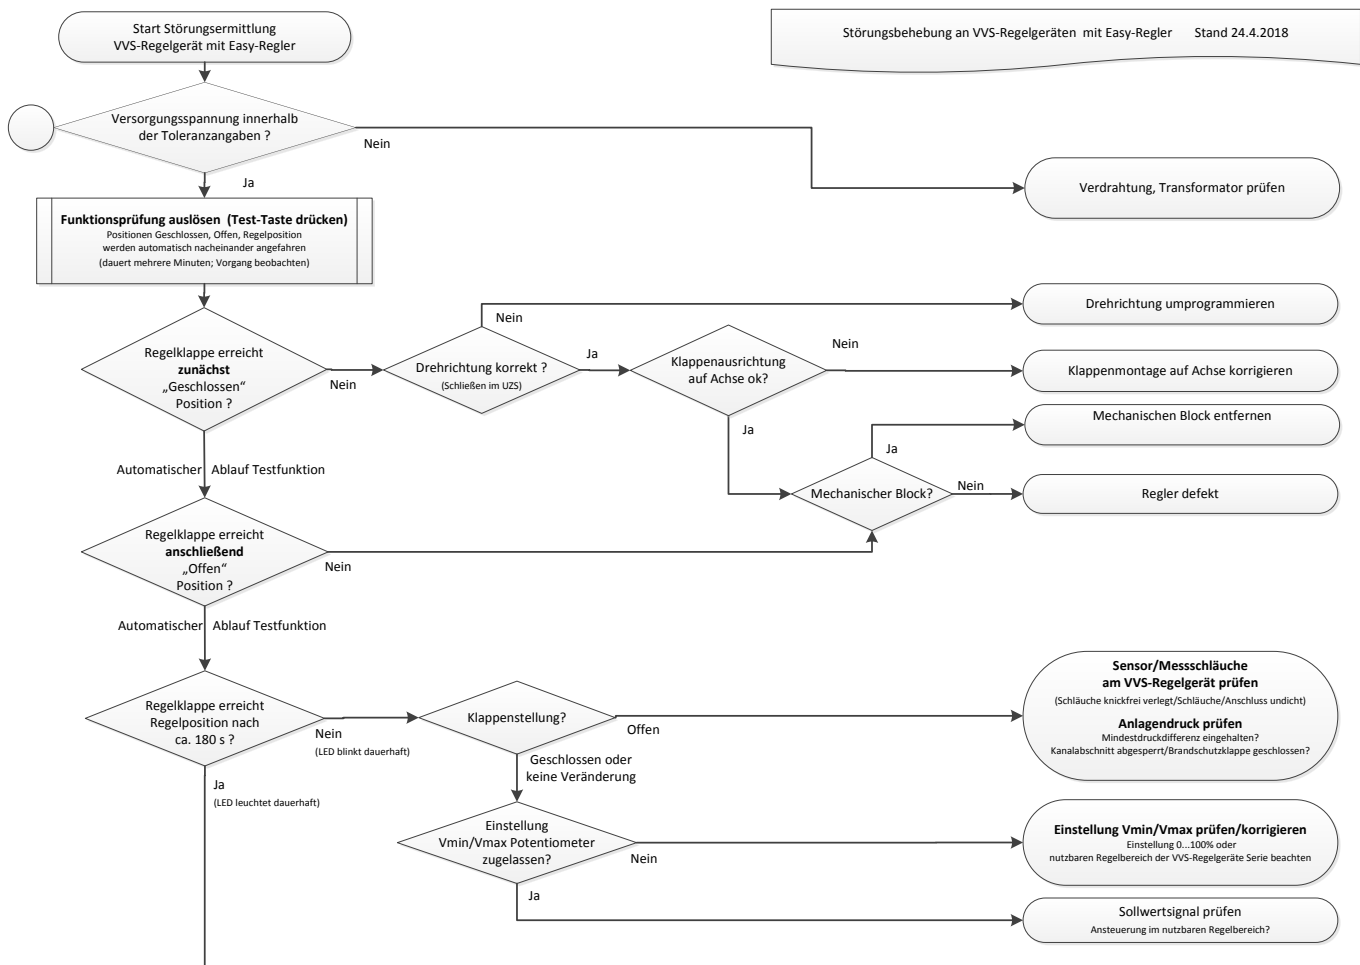 Start Störungsermittlung
VVS-Regelgerät mit Easy-Regler
Störungsbehebung an VVS-Regelgeräten mit Easy-Regler Stand 24.4.2018
Versorgungsspannung innerhalb
der Toleranzangaben ?
Nein
Ja
Verdrahtung, Transformator prüfen
Funktionsprüfung auslösen (Test-Taste drücken)
Positionen Geschlossen, Offen, Regelposition
werden automatisch nacheinander angefahren
(dauert mehrere Minuten; Vorgang beobachten)
Regelklappe erreicht
zunächst
„Geschlossen“
Position ?
Nein
Drehrichtung korrekt ?
(Schließen im UZS)
Nein
Drehrichtung umprogrammieren
Ja
Klappenausrichtung
auf Achse ok?
Nein
Klappenmontage auf Achse korrigieren
Ja
Mechanischer Block?
Ja
Mechanischen Block entfernen
Nein
Regler defekt
Automatischer Ablauf Testfunktion
Regelklappe erreicht
anschließend
„Offen“
Position ?
Nein
Automatischer Ablauf Testfunktion
Regelklappe erreicht
Regelposition nach
ca. 180 s ?
Nein
(LED blinkt dauerhaft)
Ja
(LED leuchtet dauerhaft)
Klappenstellung?
Offen
Sensor/Messschläuche
am VVS-Regelgerät prüfen
(Schläuche knickfrei verlegt/Schläuche/Anschluss undicht)
Anlagendruck prüfen
Mindestdruckdifferenz eingehalten?
Kanalabschnitt abgesperrt/Brandschutzklappe geschlossen?
Geschlossen oder
keine Veränderung
Einstellung
Vmin/Vmax Potentiometer
zugelassen?
Nein
Einstellung Vmin/Vmax prüfen/korrigieren
Einstellung 0...100% oder
nutzbaren Regelbereich der VVS-Regelgeräte Serie beachten
Ja
Sollwertsignal prüfen
Ansteuerung im nutzbaren Regelbereich?